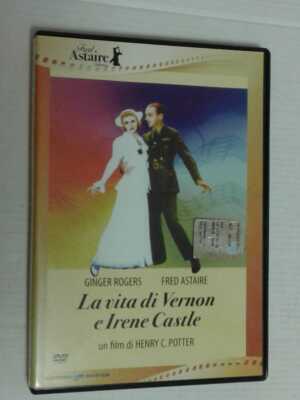 Fred
Astaire
GINGER ROGERS FRED ASTAIRE
La vita di Vernon
e Irene Castle
un film di HENRY C. POTTER
DVD